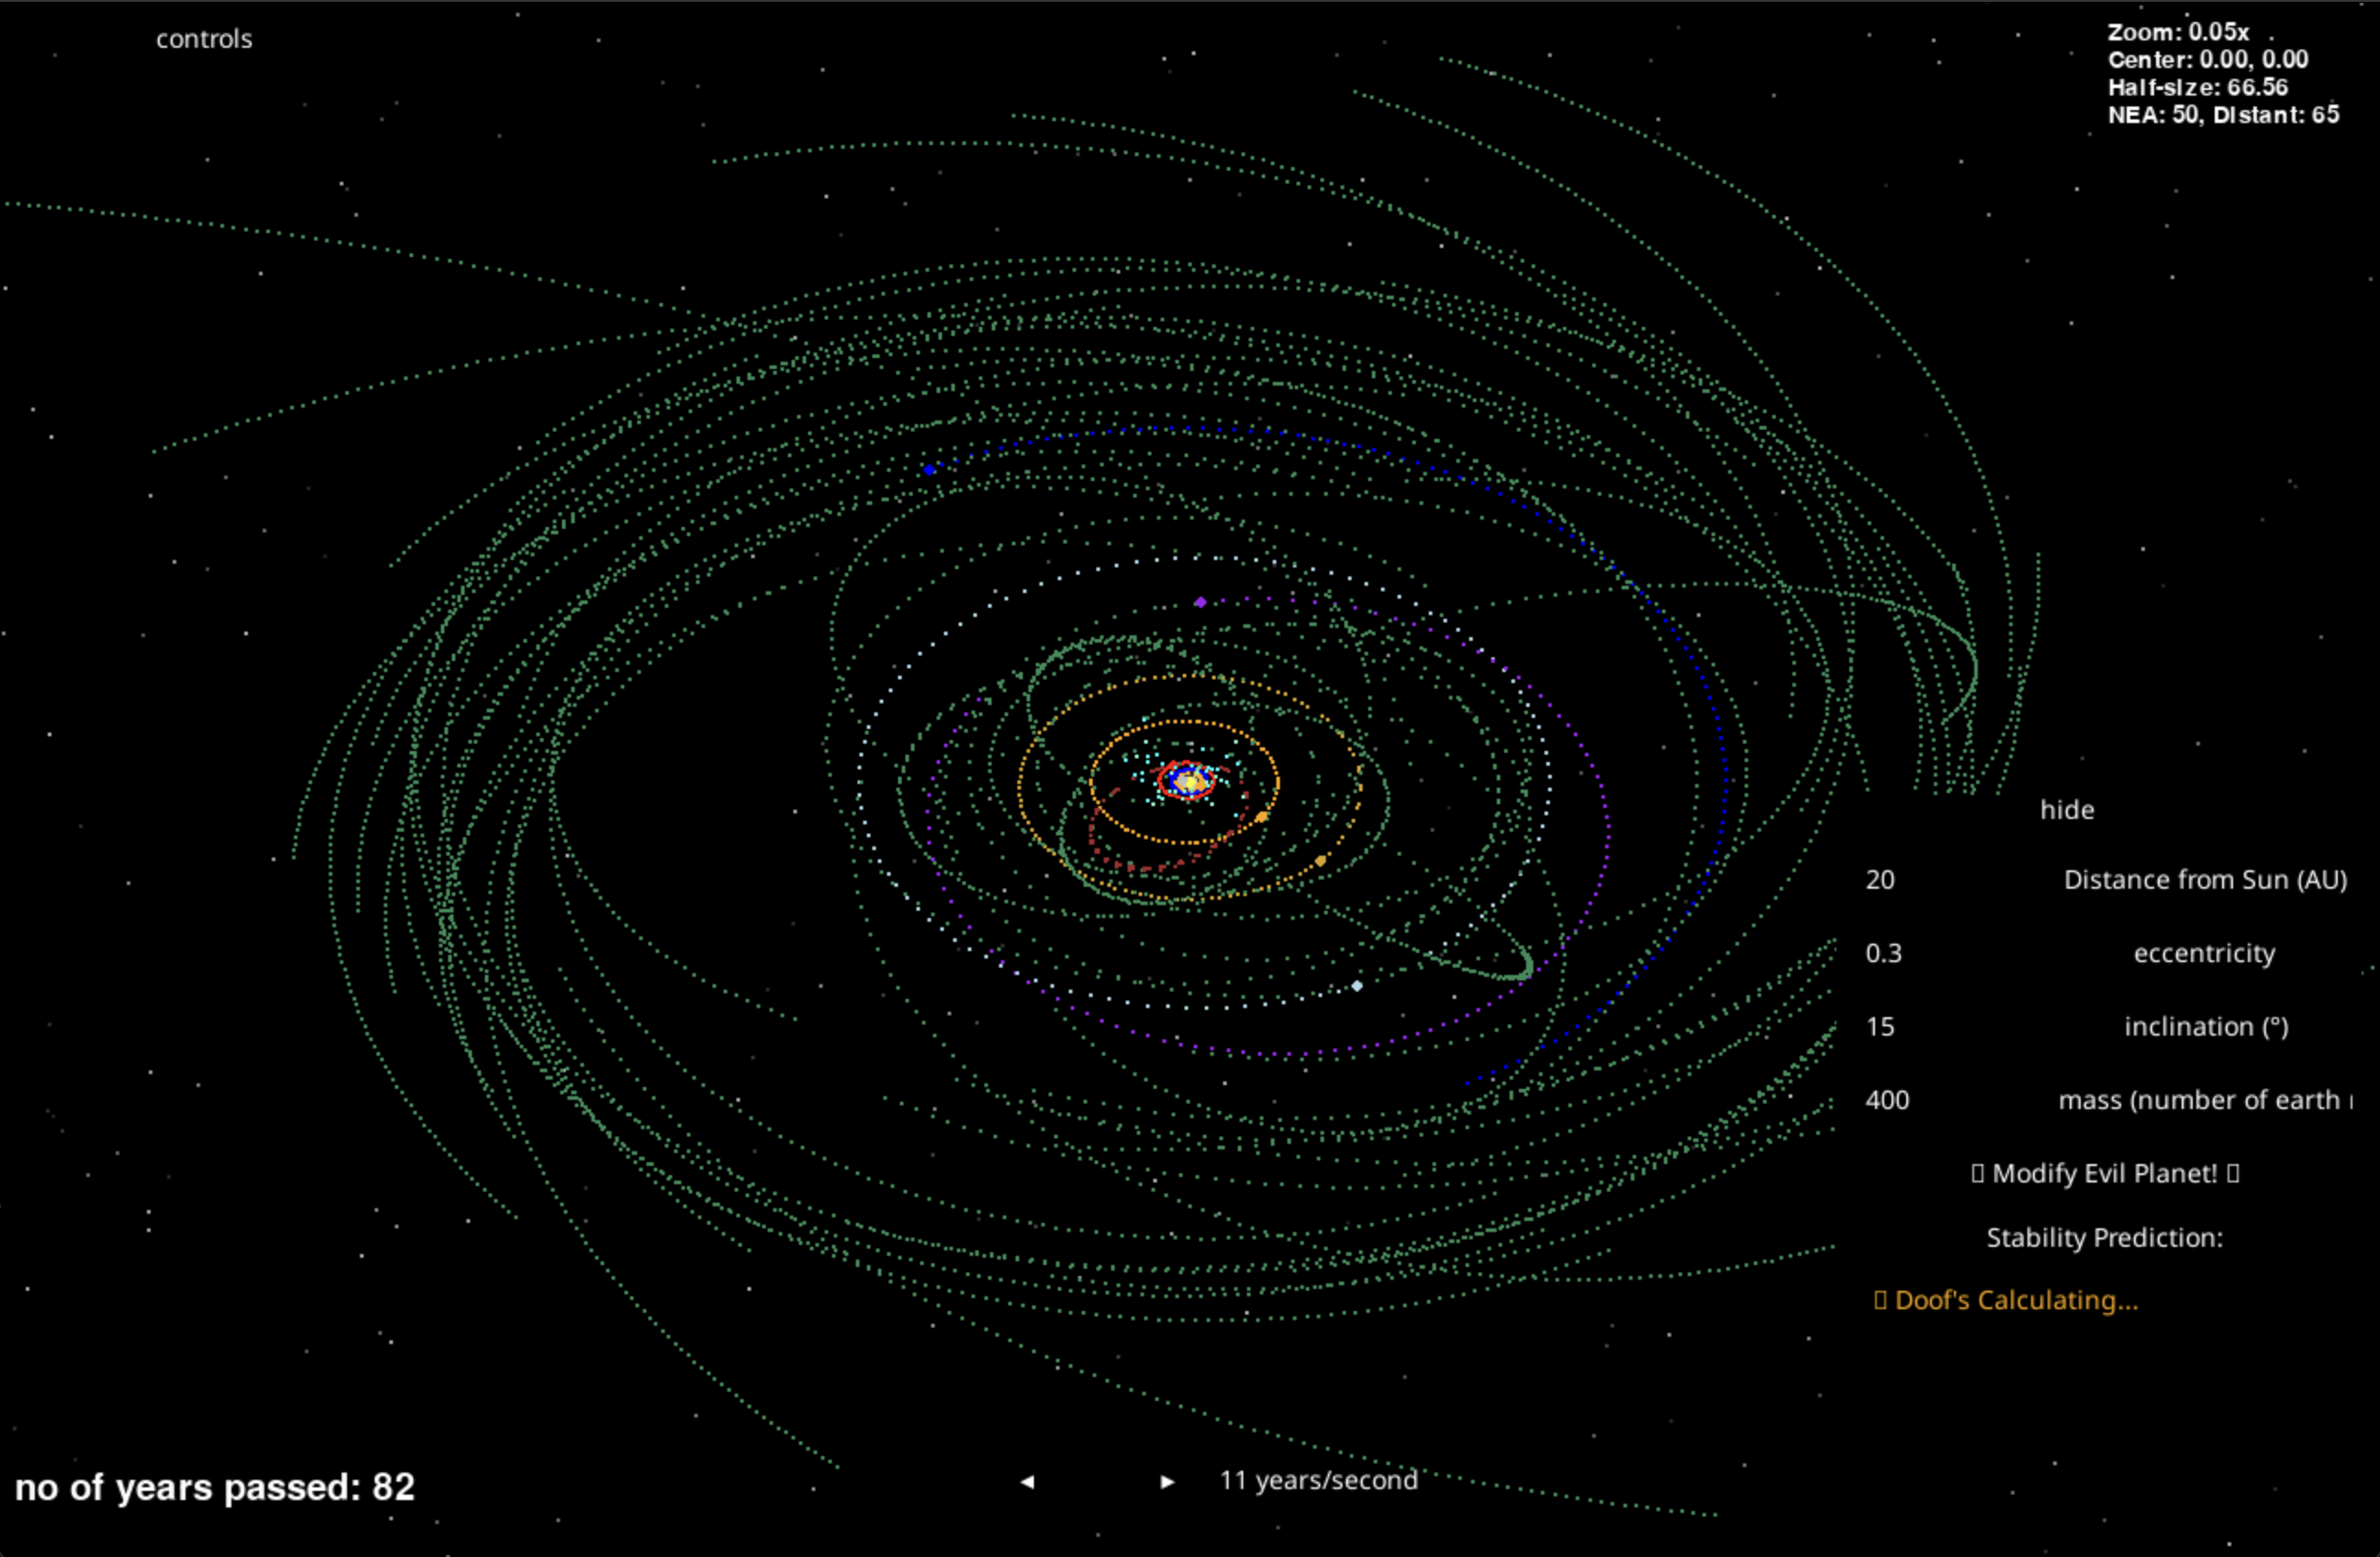 controls
Zoom: 0.05x
Center: 0.00, 0.00
Half-size: 66.56
NEA: 50, Distant: 65
hide
20 Distance from Sun (AU)
0.3 eccentricity
15 inclination (°)
400 mass (number of earth
Modify Evil Planet!
Stability Prediction:
Doof's Calculating...
no of years passed: 82
◄ ► 11 years/second